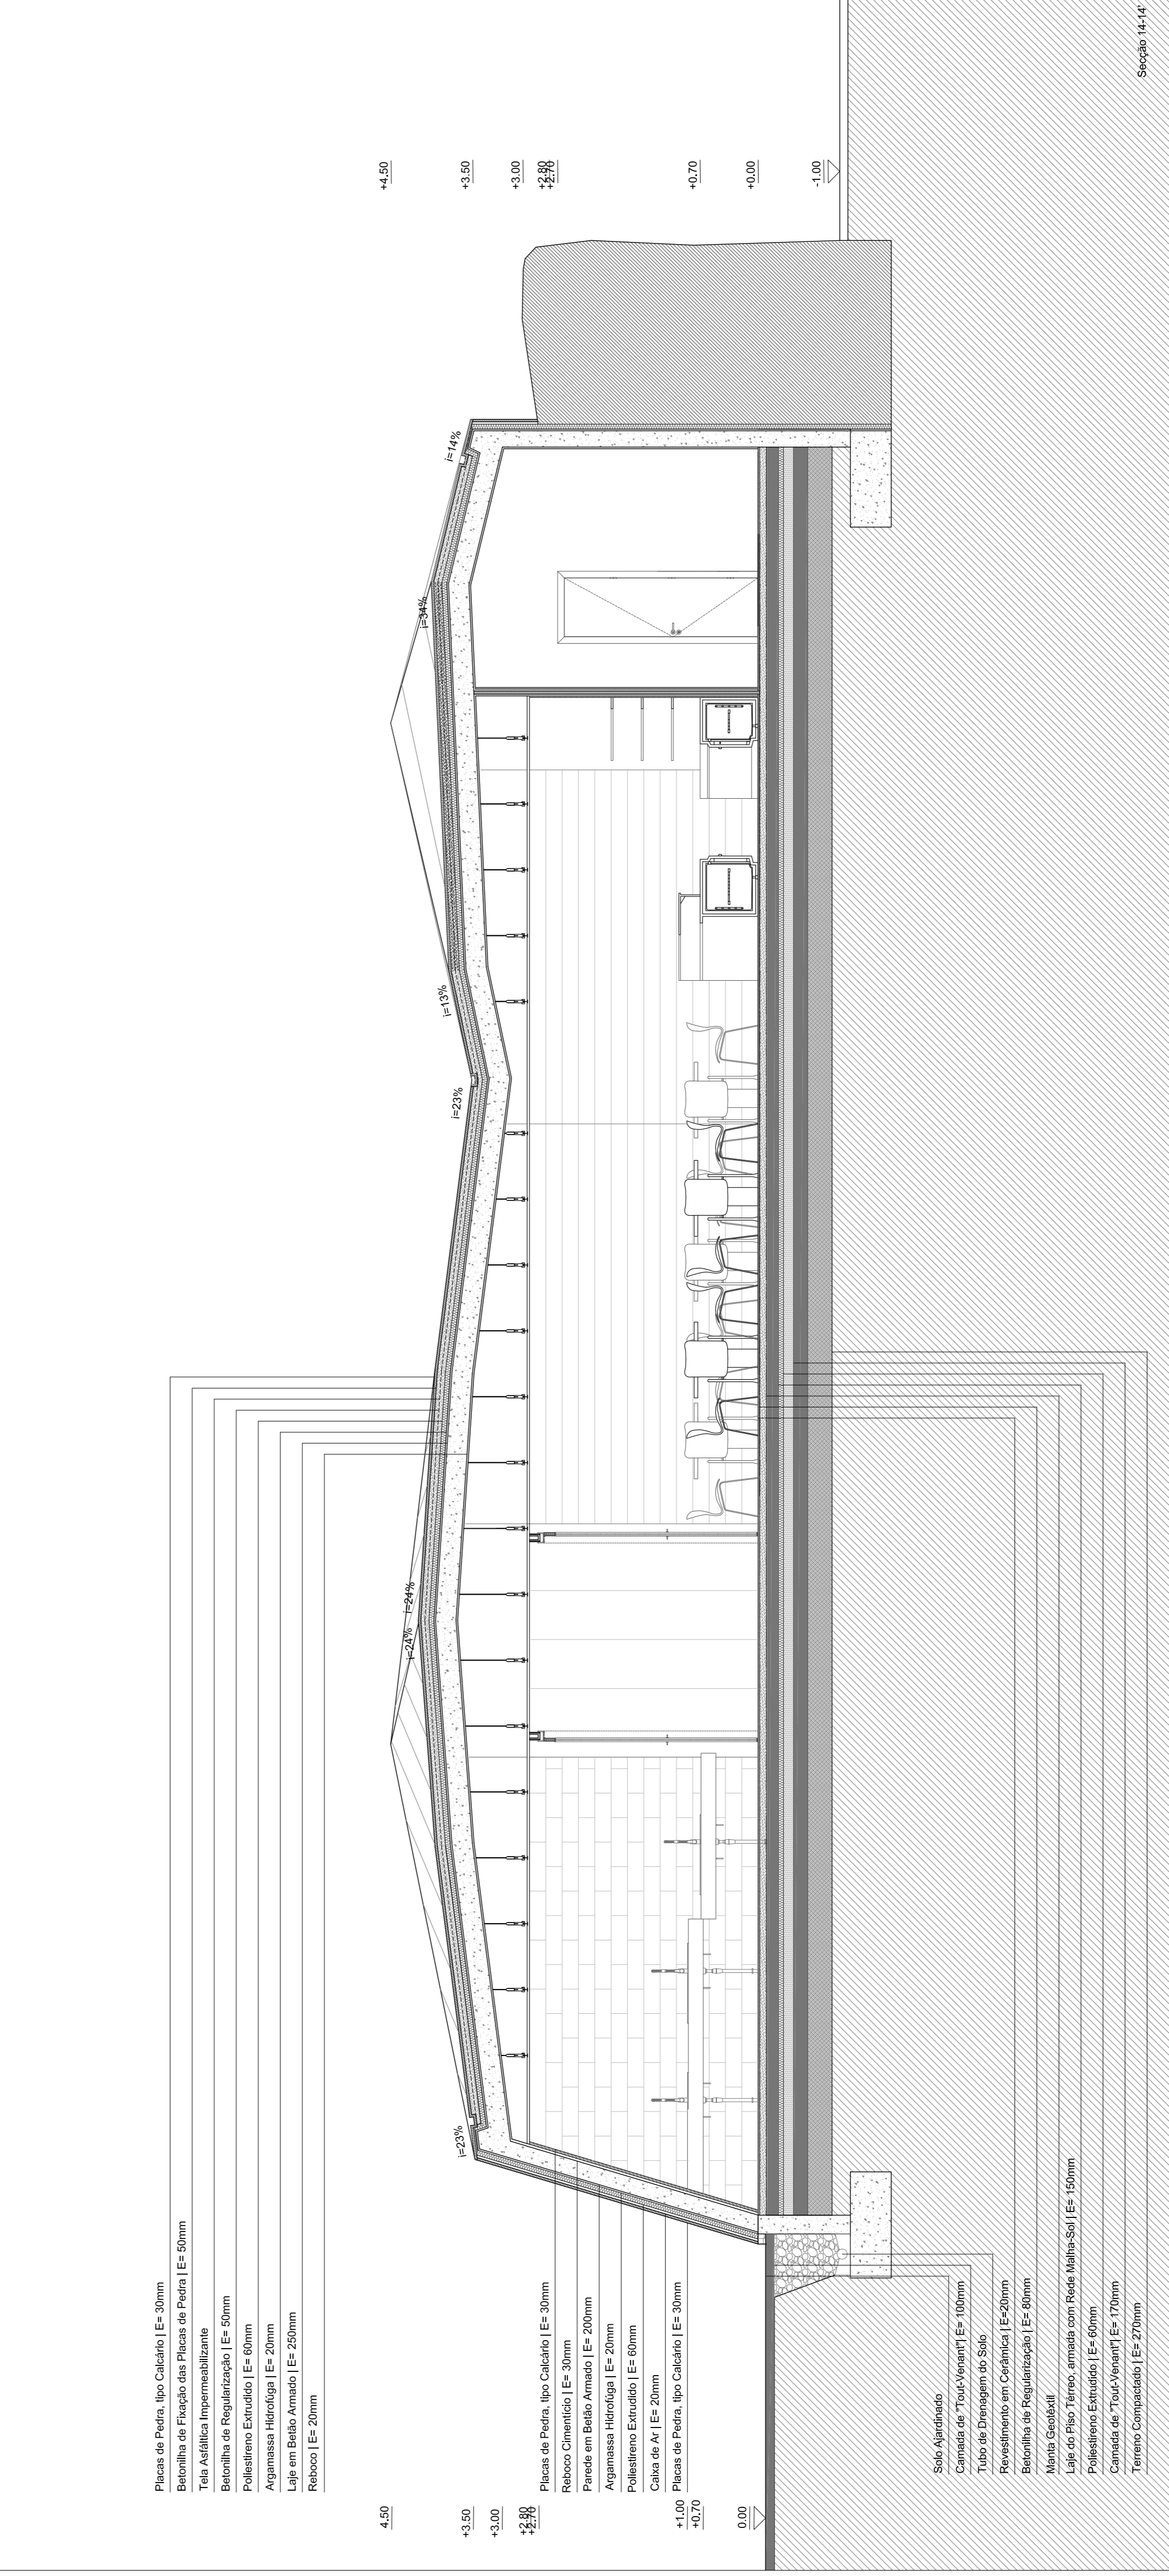 Placas de Pedra, tipo Calcário | E= 30mm
Betonilha de Fixação das Placas de Pedra | E= 50mm
Tela Asfáltica Impermeabilizante
Betonilha de Regularização | E= 50mm
Poliestireno Extrudido | E= 60mm
Argamassa Hidrofúga | E= 20mm
Laje em Betão Armado | E= 250mm
Reboco | E= 20mm
4.50
+3.50
+3.00
+2.80
+2.70
+1.00
+0.70
0.00
Placas de Pedra, tipo Calcário | E= 30mm
Reboco Cimentício | E= 30mm
Parede em Betão Armado | E= 200mm
Argamassa Hidrofúga | E= 20mm
Poliestireno Extrudido | E= 60mm
Caixa de Ar | E= 20mm
Placas de Pedra, tipo Calcário | E= 30mm
Solo Ajardinado
Camada de "Tout-Venant"| E= 100mm
Tubo de Drenagem do Solo
Revestimento em Cerâmica | E=20mm
Betonilha de Regularização | E= 80mm
Manta Geotêxtil
Laje do Piso Térreo, armada com Rede Malha-Sol | E= 150mm
Poliestireno Extrudido | E= 60mm
Camada de "Tout-Venant"| E= 170mm
Terreno Compactado | E= 270mm
i=23%
i=24%
i=24%
i=23%
i=13%
i=34%
i=14%
+4.50
+3.50
+3.00
+2.80
+2.70
+0.70
+0.00
-1.00
Secção 14-14'